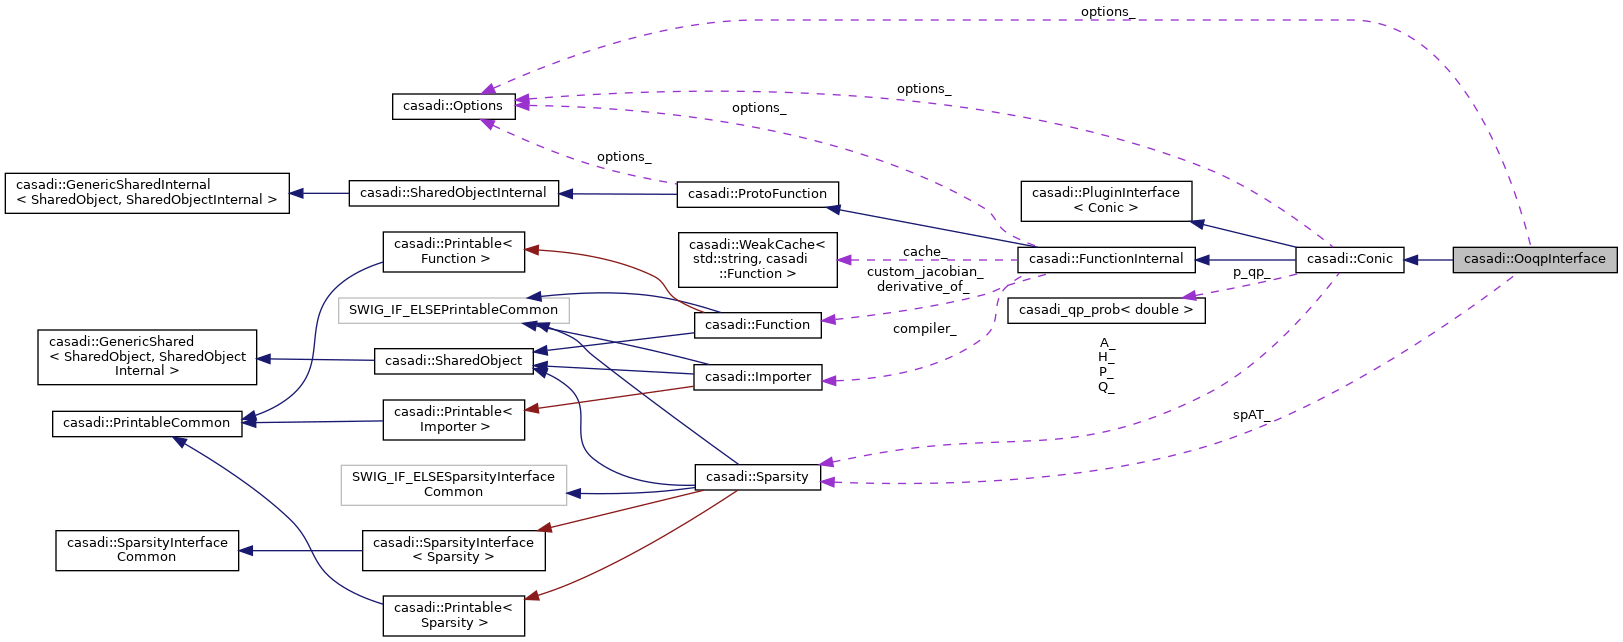 options_
options_
casadi::Options
options_
options_
casadi::GenericSharedInternal
< SharedObject, SharedObjectInternal >
casadi::SharedObjectInternal
casadi::ProtoFunction
casadi::PluginInterface
< Conic >
casadi::Printable<
Function >
casadi::WeakCache<
std::string, casadi
::Function >
cache_
casadi::FunctionInternal
casadi::Conic
casadi::OoqpInterface
custom_jacobian_
derivative_of_
p_qp_
SWIG_IF_ELSEPrintableCommon
casadi_qp_prob< double >
casadi::Function
compiler_
casadi::GenericShared
< SharedObject, SharedObject
Internal >
casadi::SharedObject
A_
H_
P_
Q_
casadi::Importer
casadi::PrintableCommon
casadi::Printable<
Importer >
spAT_
SWIG_IF_ELSESparsityInterface
Common
casadi::Sparsity
casadi::SparsityInterface
Common
casadi::SparsityInterface
< Sparsity >
casadi::Printable<
Sparsity >